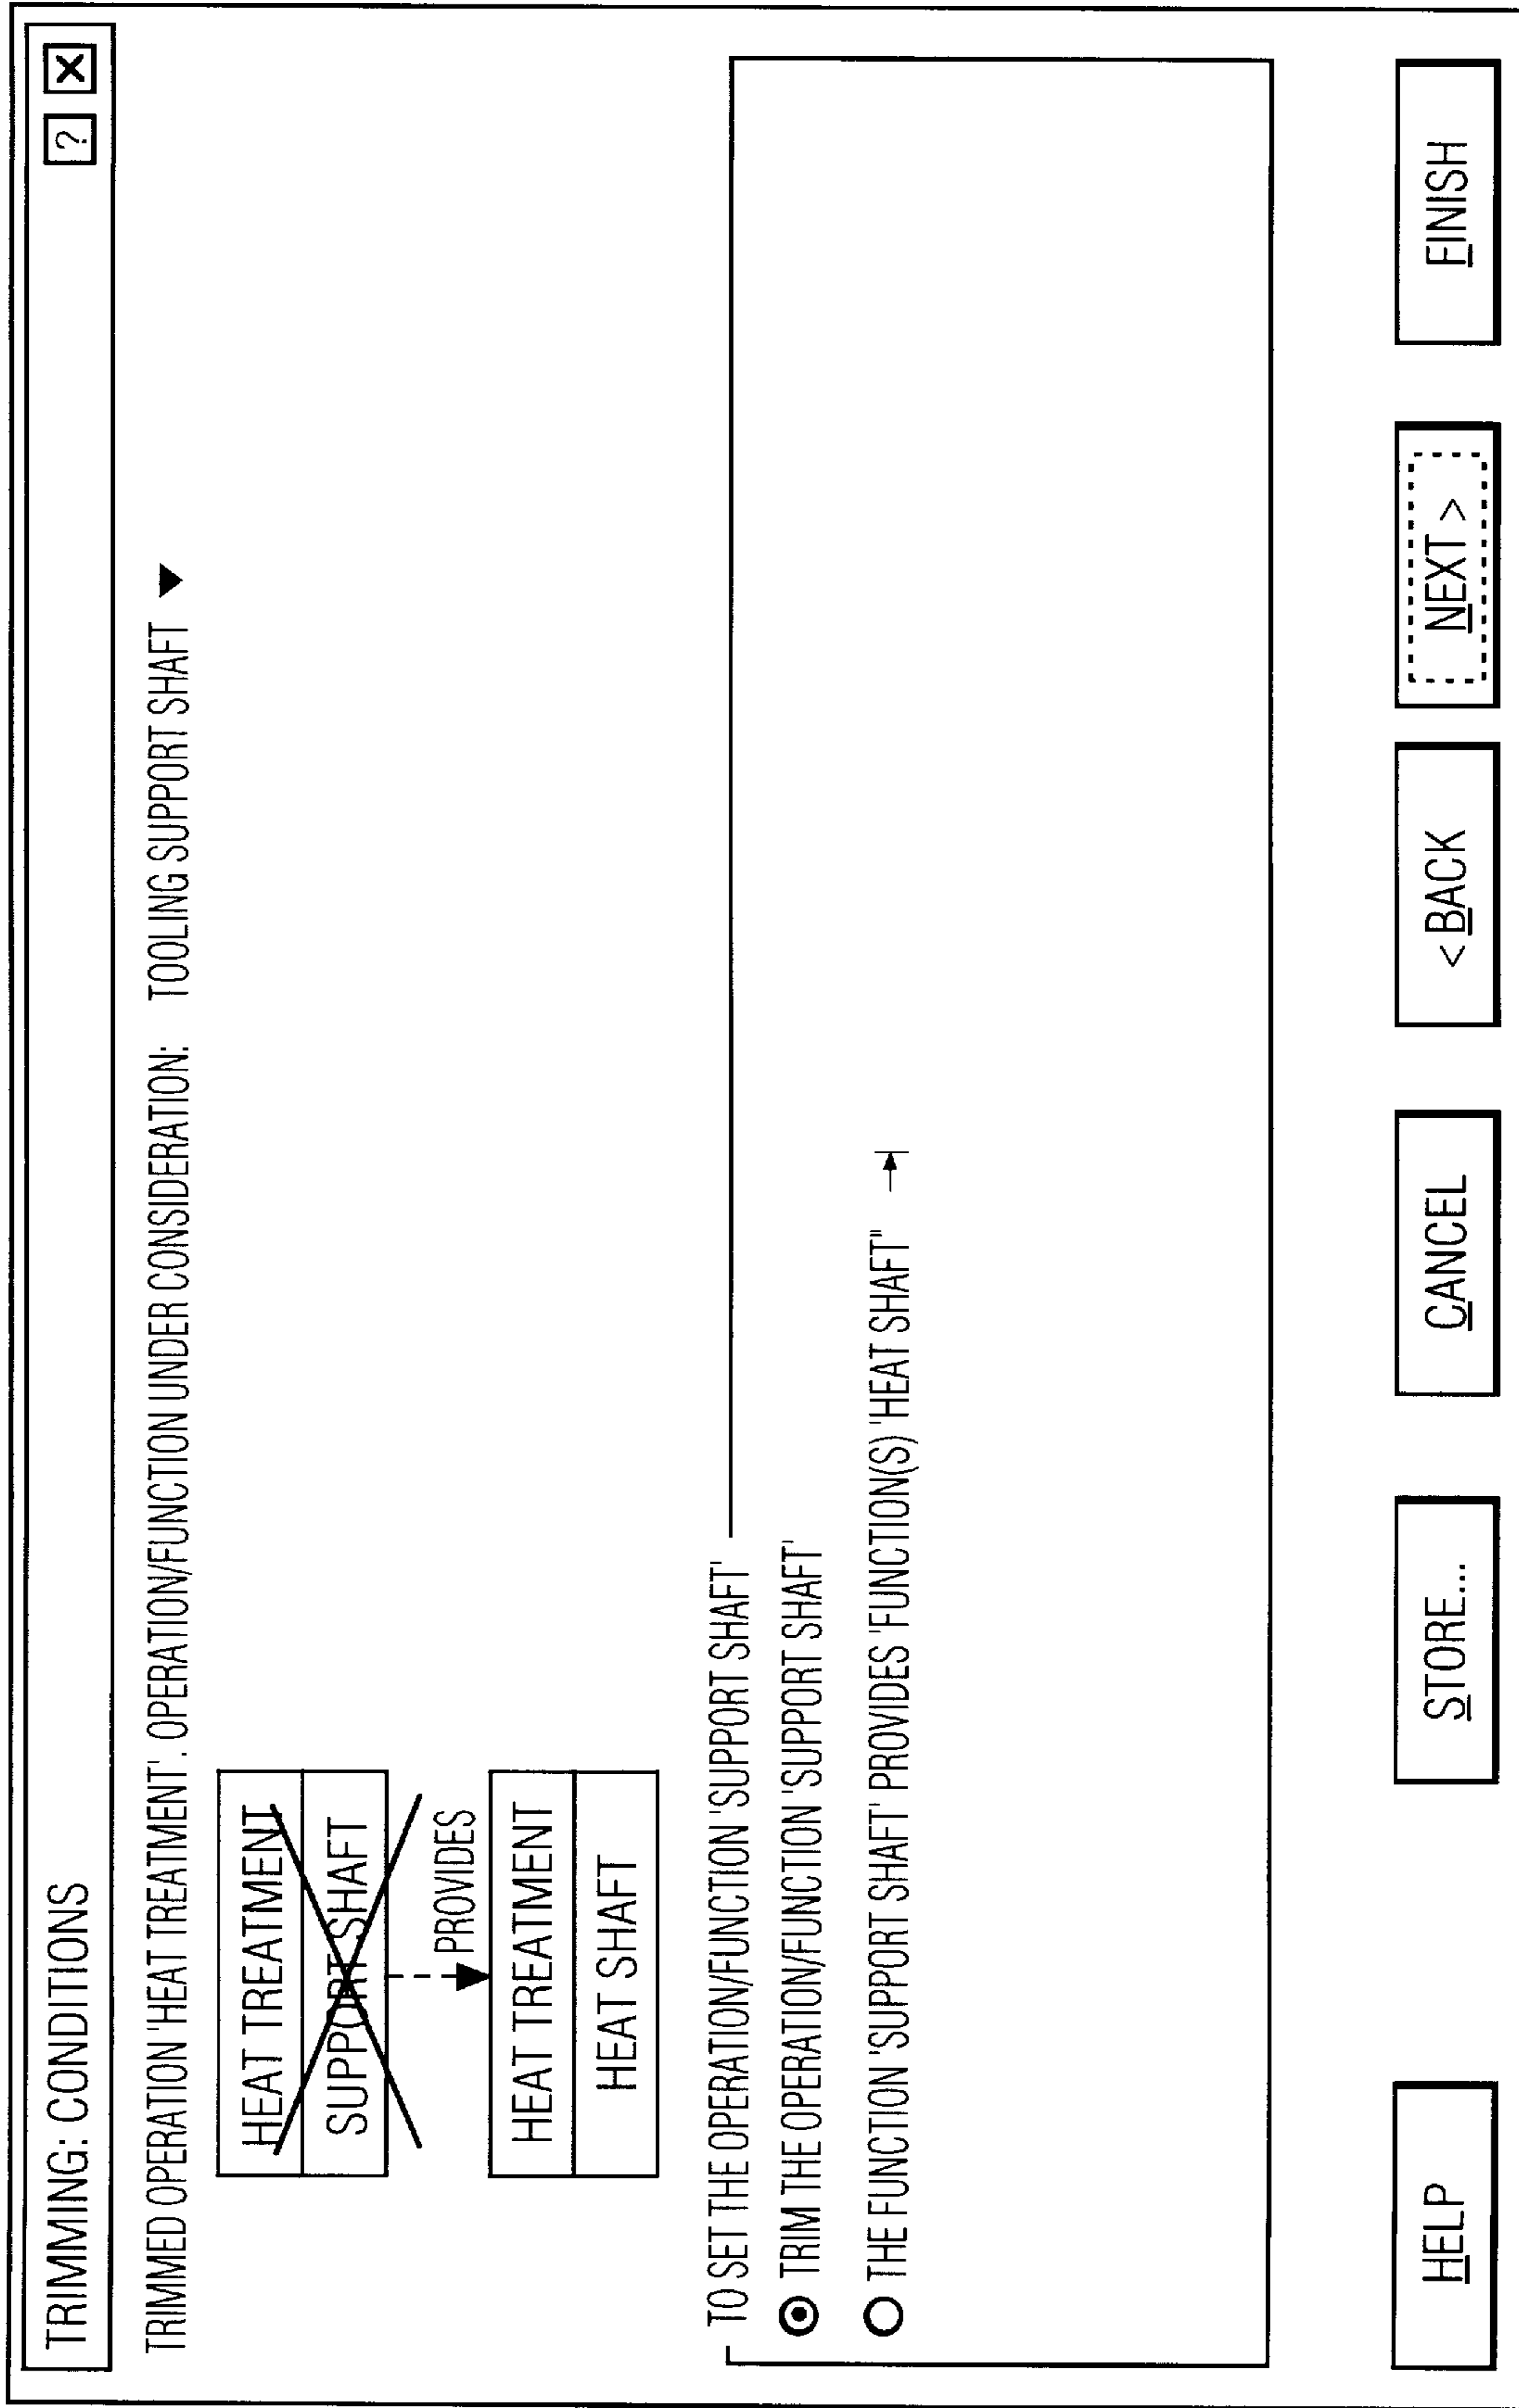 TRIMMING: CONDITIONS
? X
TRIMMED OPERATION 'HEAT TREATMENT'. OPERATION/FUNCTION UNDER CONSIDERATION: TOOLING SUPPORT SHAFT
HEAT TREATMENT
SUPPORT SHAFT
PROVIDES
HEAT TREATMENT
HEAT SHAFT
TO SET THE OPERATION/FUNCTION 'SUPPORT SHAFT'
TRIM THE OPERATION/FUNCTION 'SUPPORT SHAFT'
THE FUNCTION 'SUPPORT SHAFT' PROVIDES 'FUNCTION(S) 'HEAT SHAFT"
HELP STORE... CANCEL < BACK NEXT > FINISH